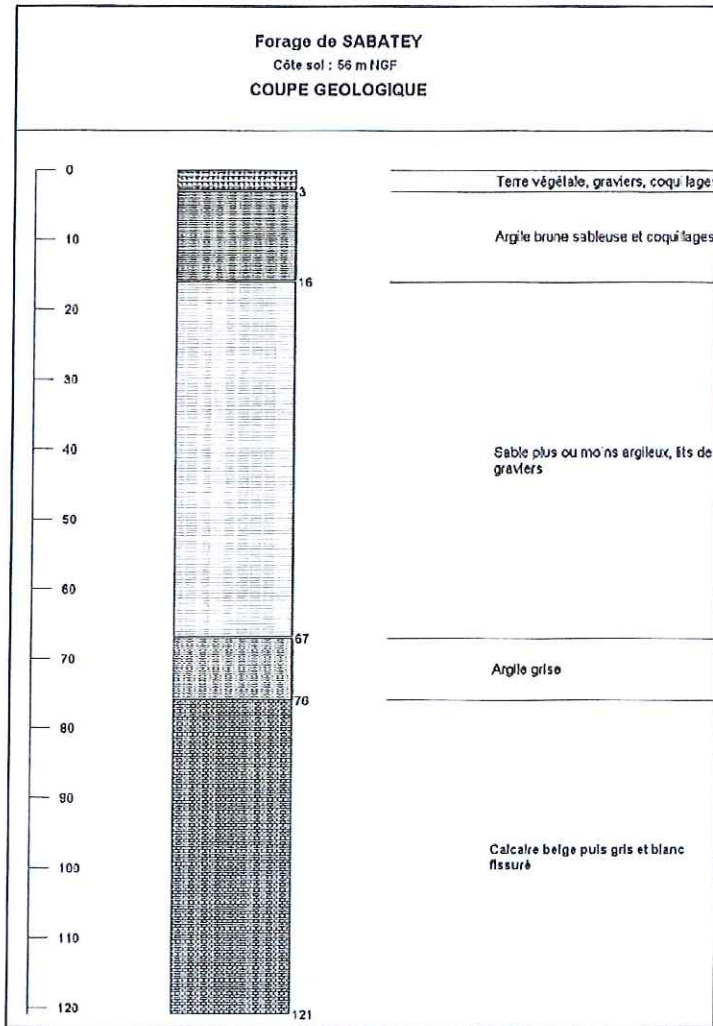 Forage de SABATEY
Côte sol : 56 m NGF
COUPE GEOLOGIQUE
0
Terre végétale, graviers, coquillages
3
10
Argile brune sableuse et coquillages
16
20
30
40
Sable plus ou moins argileux, lits de
graviers
50
60
67
70
Argile grise
76
80
90
Calcaire beige puis gris et blanc
fissuré
100
110
120
121